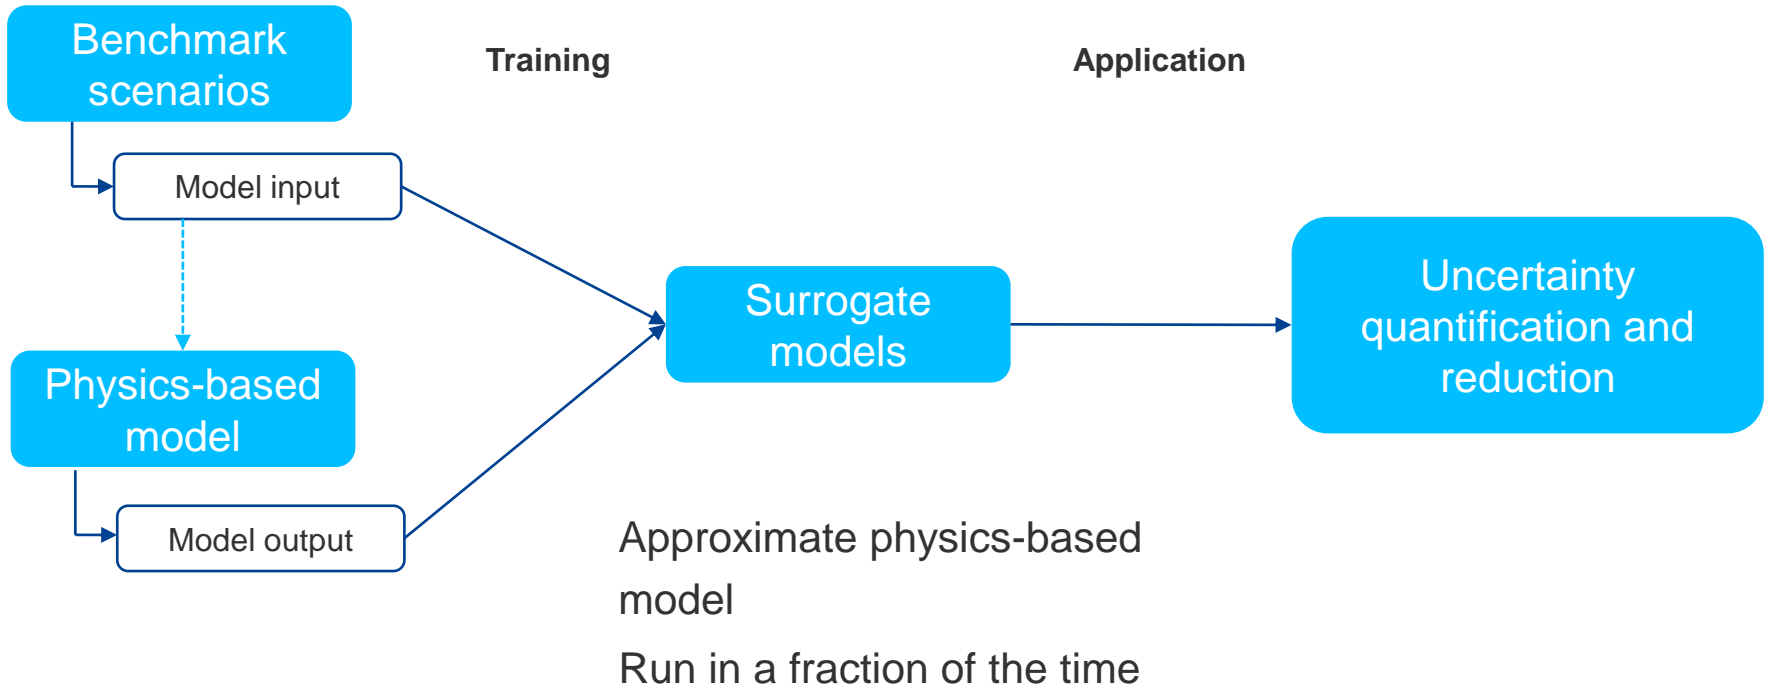 Benchmark
scenarios
Training
Application
Model input
Surrogate
models
Uncertainty
quantification and
reduction
Physics-based
model
Model output
Approximate physics-based
model
Run in a fraction of the time